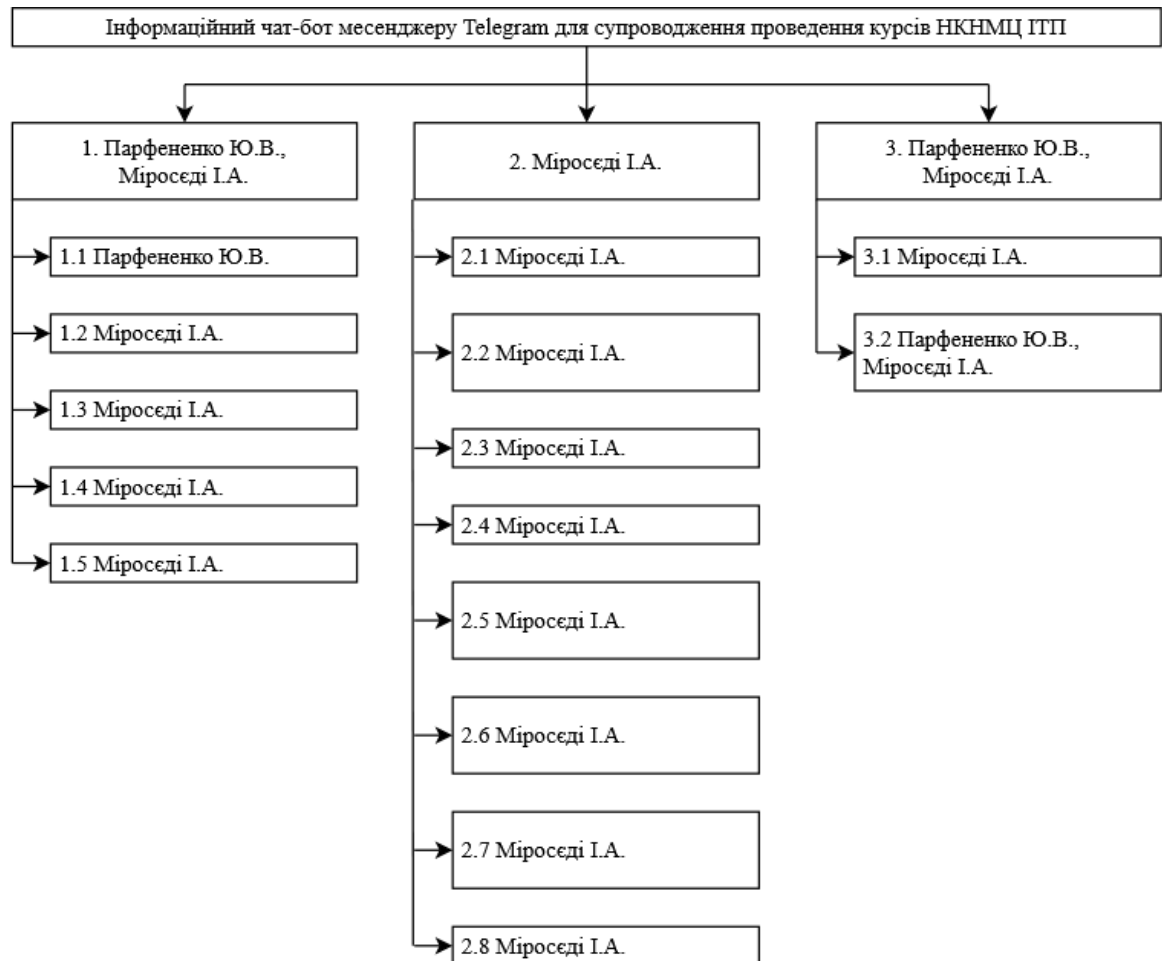 Інформаційний чат-бот месенджеру Telegram для супроводження проведення курсів НКНМЦ ІТП
1. Парфененко Ю.В.,
Міросєді І.А.
1.1 Парфененко Ю.В.
1.2 Міросєді І.А.
1.3 Міросєді І.А.
1.4 Міросєді І.А.
1.5 Міросєді І.А.
2. Міросєді І.А.
2.1 Міросєді І.А.
2.2 Міросєді І.А.
2.3 Міросєді І.А.
2.4 Міросєді І.А.
2.5 Міросєді І.А.
2.6 Міросєді І.А.
2.7 Міросєді І.А.
2.8 Міросєді І.А.
3. Парфененко Ю.В.,
Міросєді І.А.
3.1 Міросєді І.А.
3.2 Парфененко Ю.В.,
Міросєді І.А.